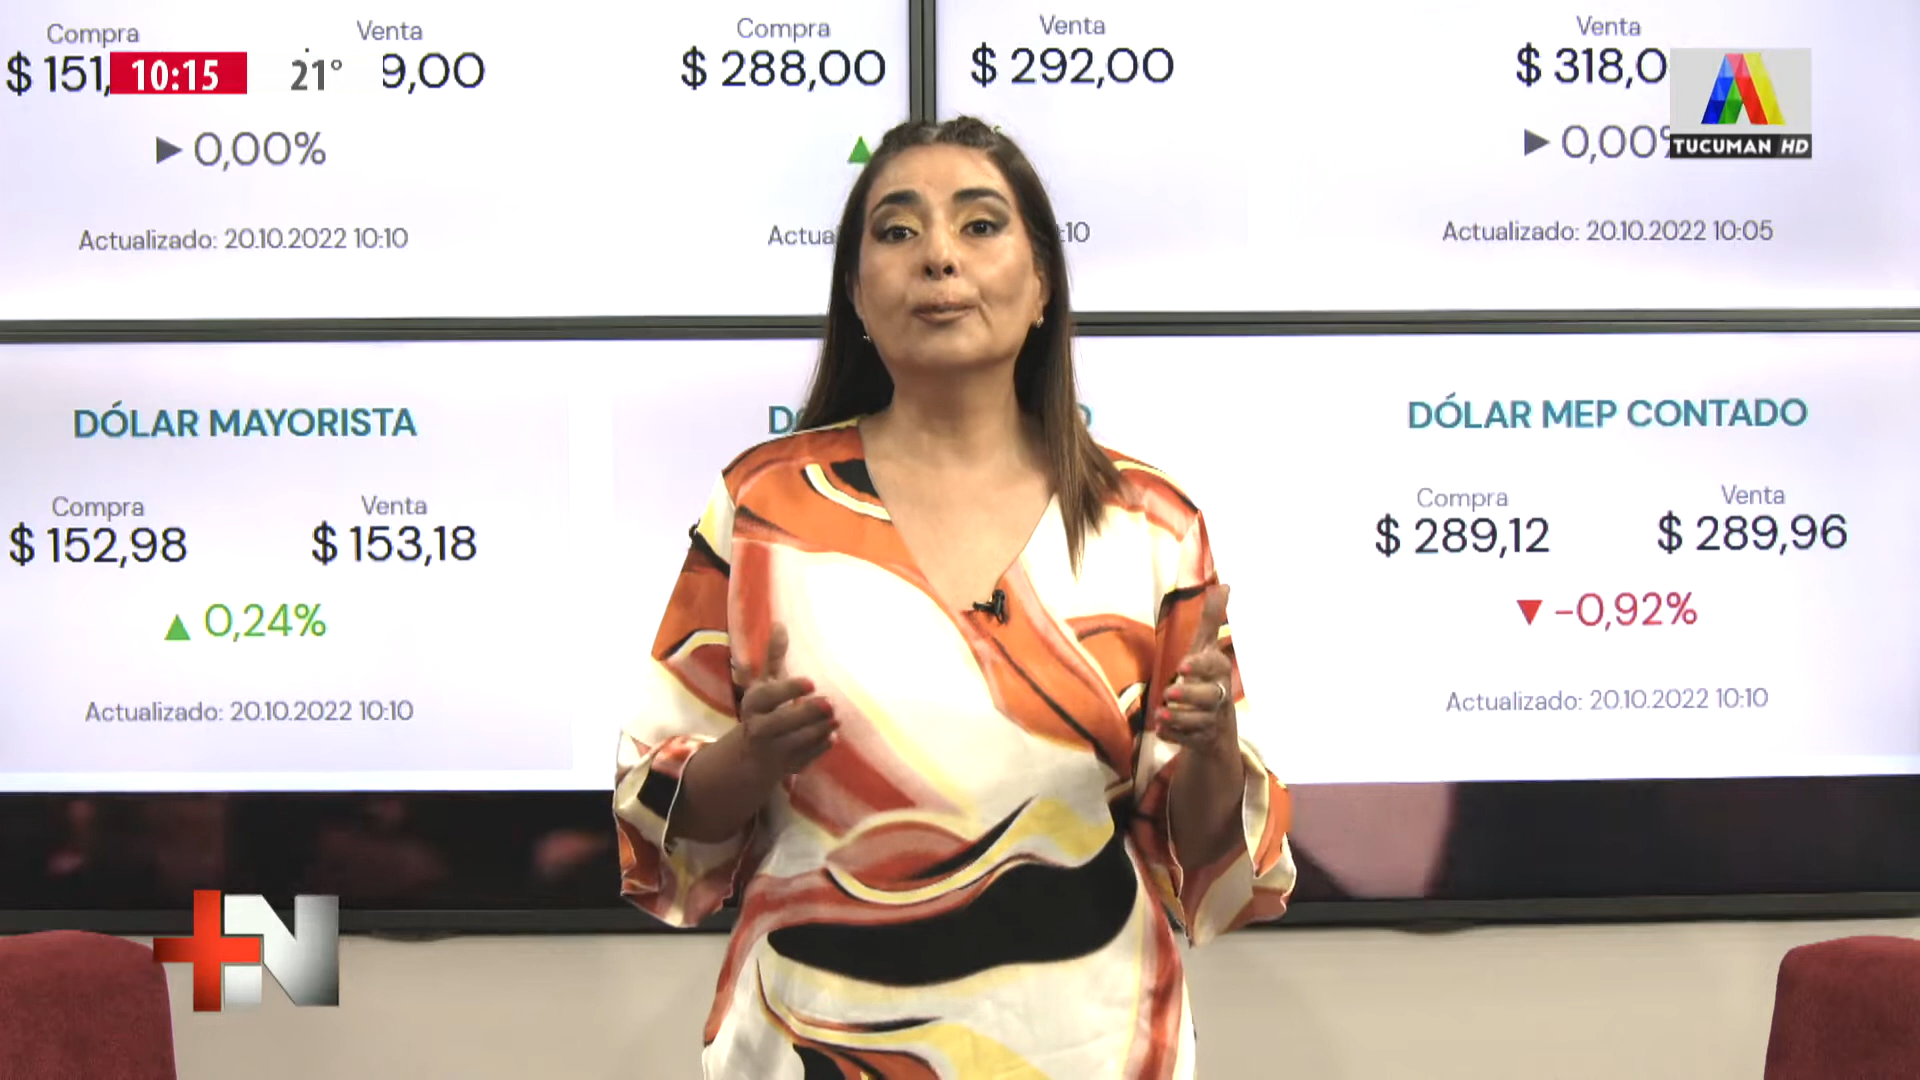 Compra
Venta
Compra
Venta
Venta
$ 151,
10:15
21°
9,00
$ 288,00
$ 292,00
$ 318,0
0,00%
0,00%
TUCUMAN HD
Actualizado: 20.10.2022 10:10
Actua
:10
Actualizado: 20.10.2022 10:05
DÓLAR MAYORISTA
DÓLAR MEP CONTADO
Compra
Venta
Compra
Venta
$ 152,98
$ 153,18
$ 289,12
$ 289,96
0,24%
-0,92%
Actualizado: 20.10.2022 10:10
Actualizado: 20.10.2022 10:10
+N